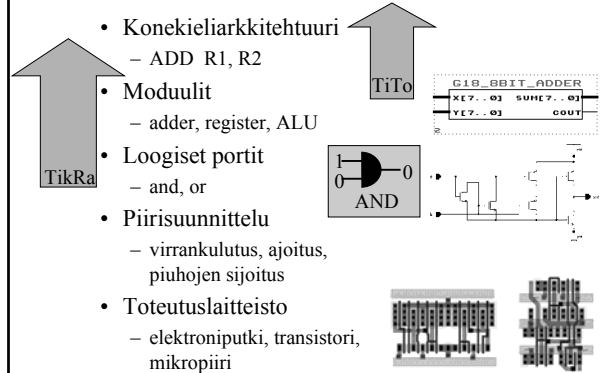 • Konekieliarkkitehtuuri
– ADD R1, R2
TiTo
• Moduulit
– adder, register, ALU
G18_8BIT_ADDER
X[7..0] SUM[7..0]
Y[7..0] COUT
• Loogiset portit
– and, or
TikRa
1
0
0
AND
• Piirisuunnittelu
– virrankulutus, ajoitus,
piuhojen sijoitus
• Toteutuslaitteisto
– elektroniputki, transistori,
mikropiiri